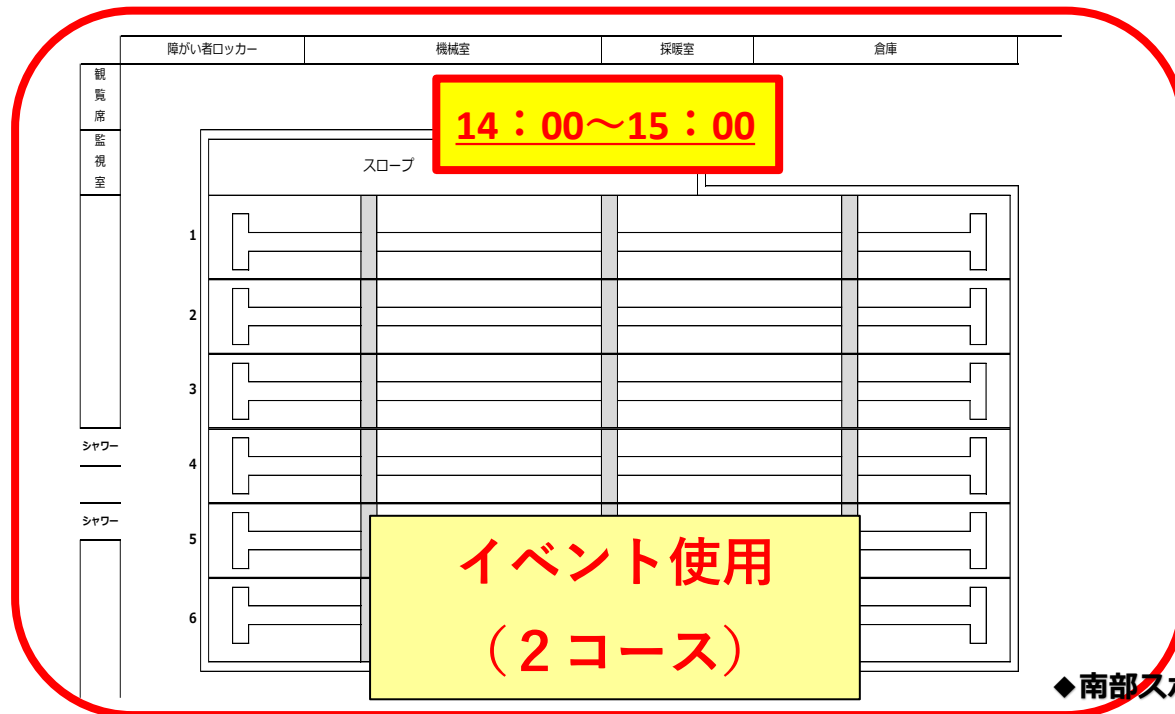 障がい者ロッカー
機械室
採暖室
倉庫
観覧席
監視室
14：00～15：00
スロープ
1
2
3
シャワー
4
シャワー
5
6
イベント使用
（２コース）
◆南部ス